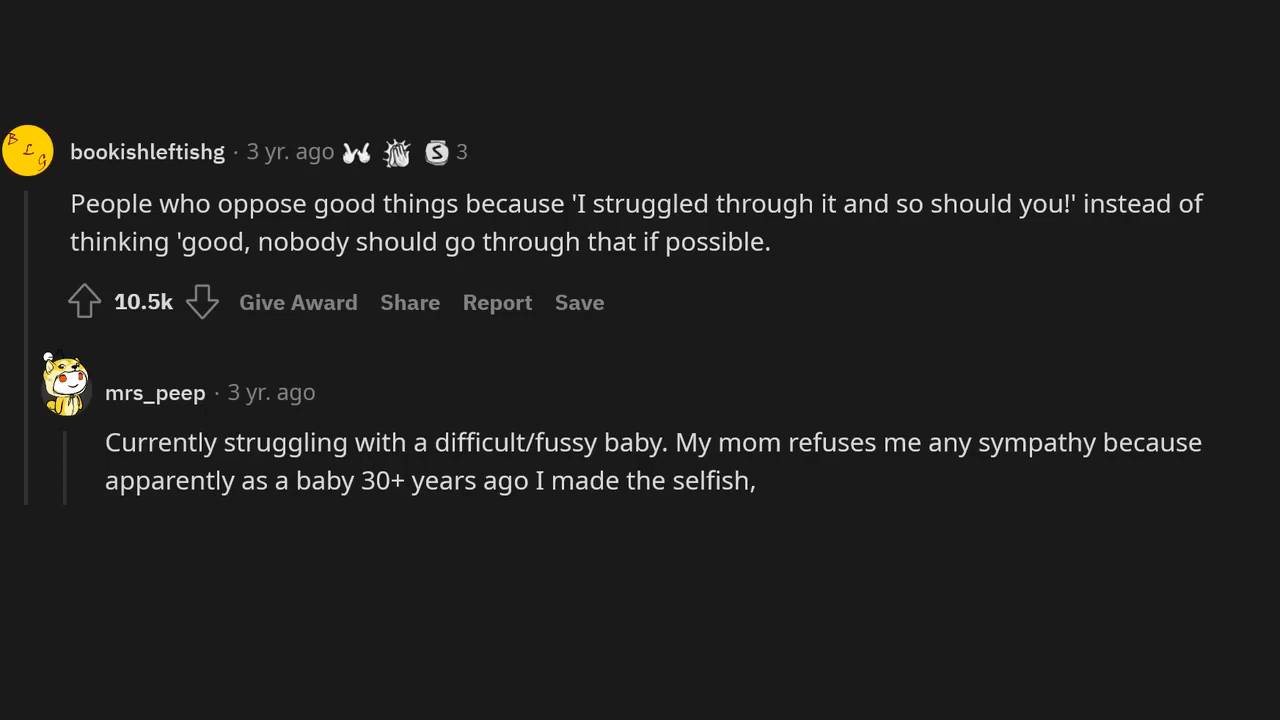 B L G
bookishleftishg · 3 yr. ago S 3
People who oppose good things because 'I struggled through it and so should you!' instead of
thinking 'good, nobody should go through that if possible.
10.5k Give Award Share Report Save
mrs_peep · 3 yr. ago
Currently struggling with a difficult/fussy baby. My mom refuses me any sympathy because
apparently as a baby 30+ years ago I made the selfish,